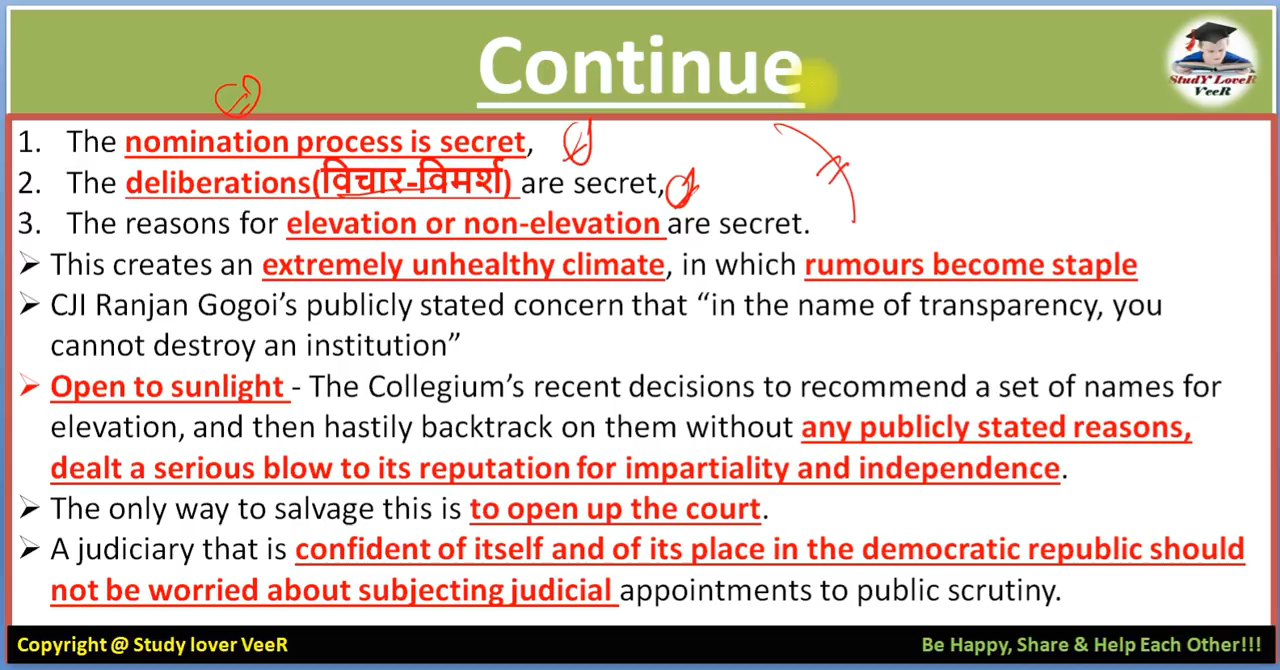 Continue
StudY LoveR
VeeR
1. The nomination process is secret,
2. The deliberations(विचार-विमर्श) are secret,
3. The reasons for elevation or non-elevation are secret.
➢ This creates an extremely unhealthy climate, in which rumours become staple
➢ CJI Ranjan Gogoi’s publicly stated concern that “in the name of transparency, you
cannot destroy an institution”
➢ Open to sunlight - The Collegium’s recent decisions to recommend a set of names for
elevation, and then hastily backtrack on them without any publicly stated reasons,
dealt a serious blow to its reputation for impartiality and independence.
➢ The only way to salvage this is to open up the court.
➢ A judiciary that is confident of itself and of its place in the democratic republic should
not be worried about subjecting judicial appointments to public scrutiny.
Copyright @ Study lover VeeR
Be Happy, Share & Help Each Other!!!